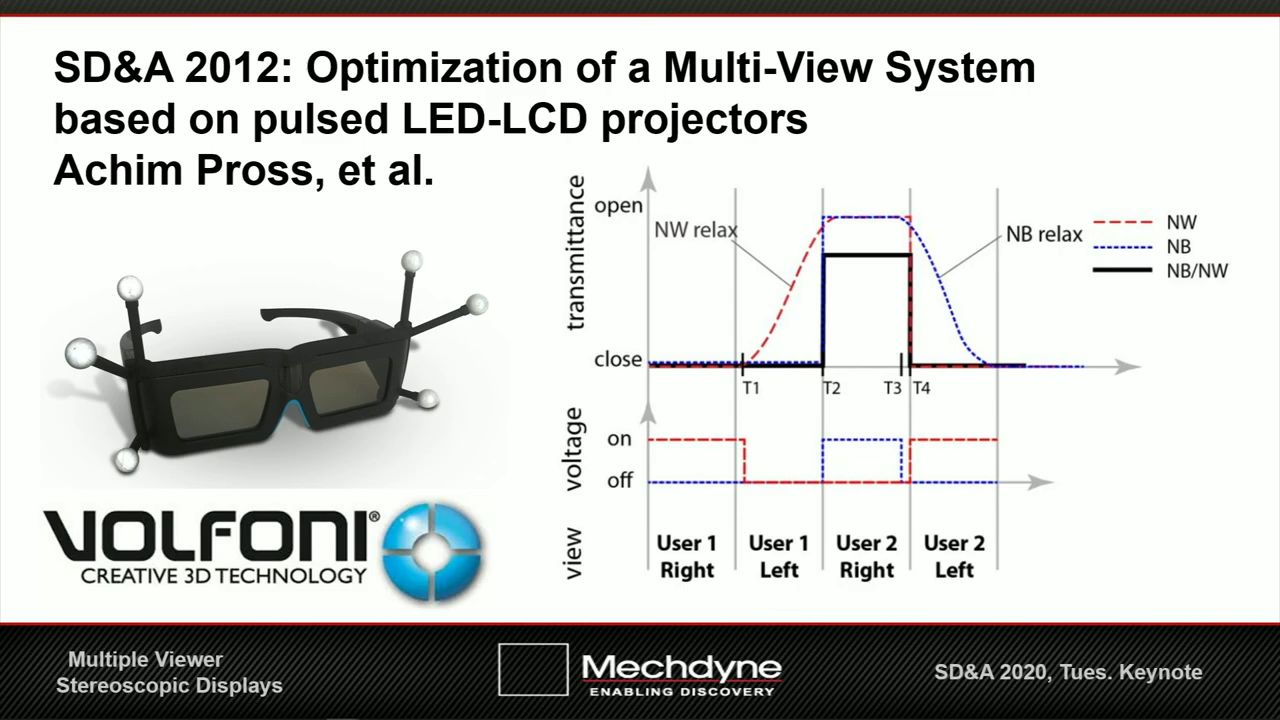 SD&A 2012: Optimization of a Multi-View System
based on pulsed LED-LCD projectors
Achim Pross, et al.
transmittance
open
close
NW relax
NB relax
NW
NB
NB/NW
T1
T2
T3
T4
voltage
on
off
view
User 1
Right
User 1
Left
User 2
Right
User 2
Left
VOLFONI®
CREATIVE 3D TECHNOLOGY
Multiple Viewer
Stereoscopic Displays
Mechdyne
ENABLING DISCOVERY
SD&A 2020, Tues. Keynote